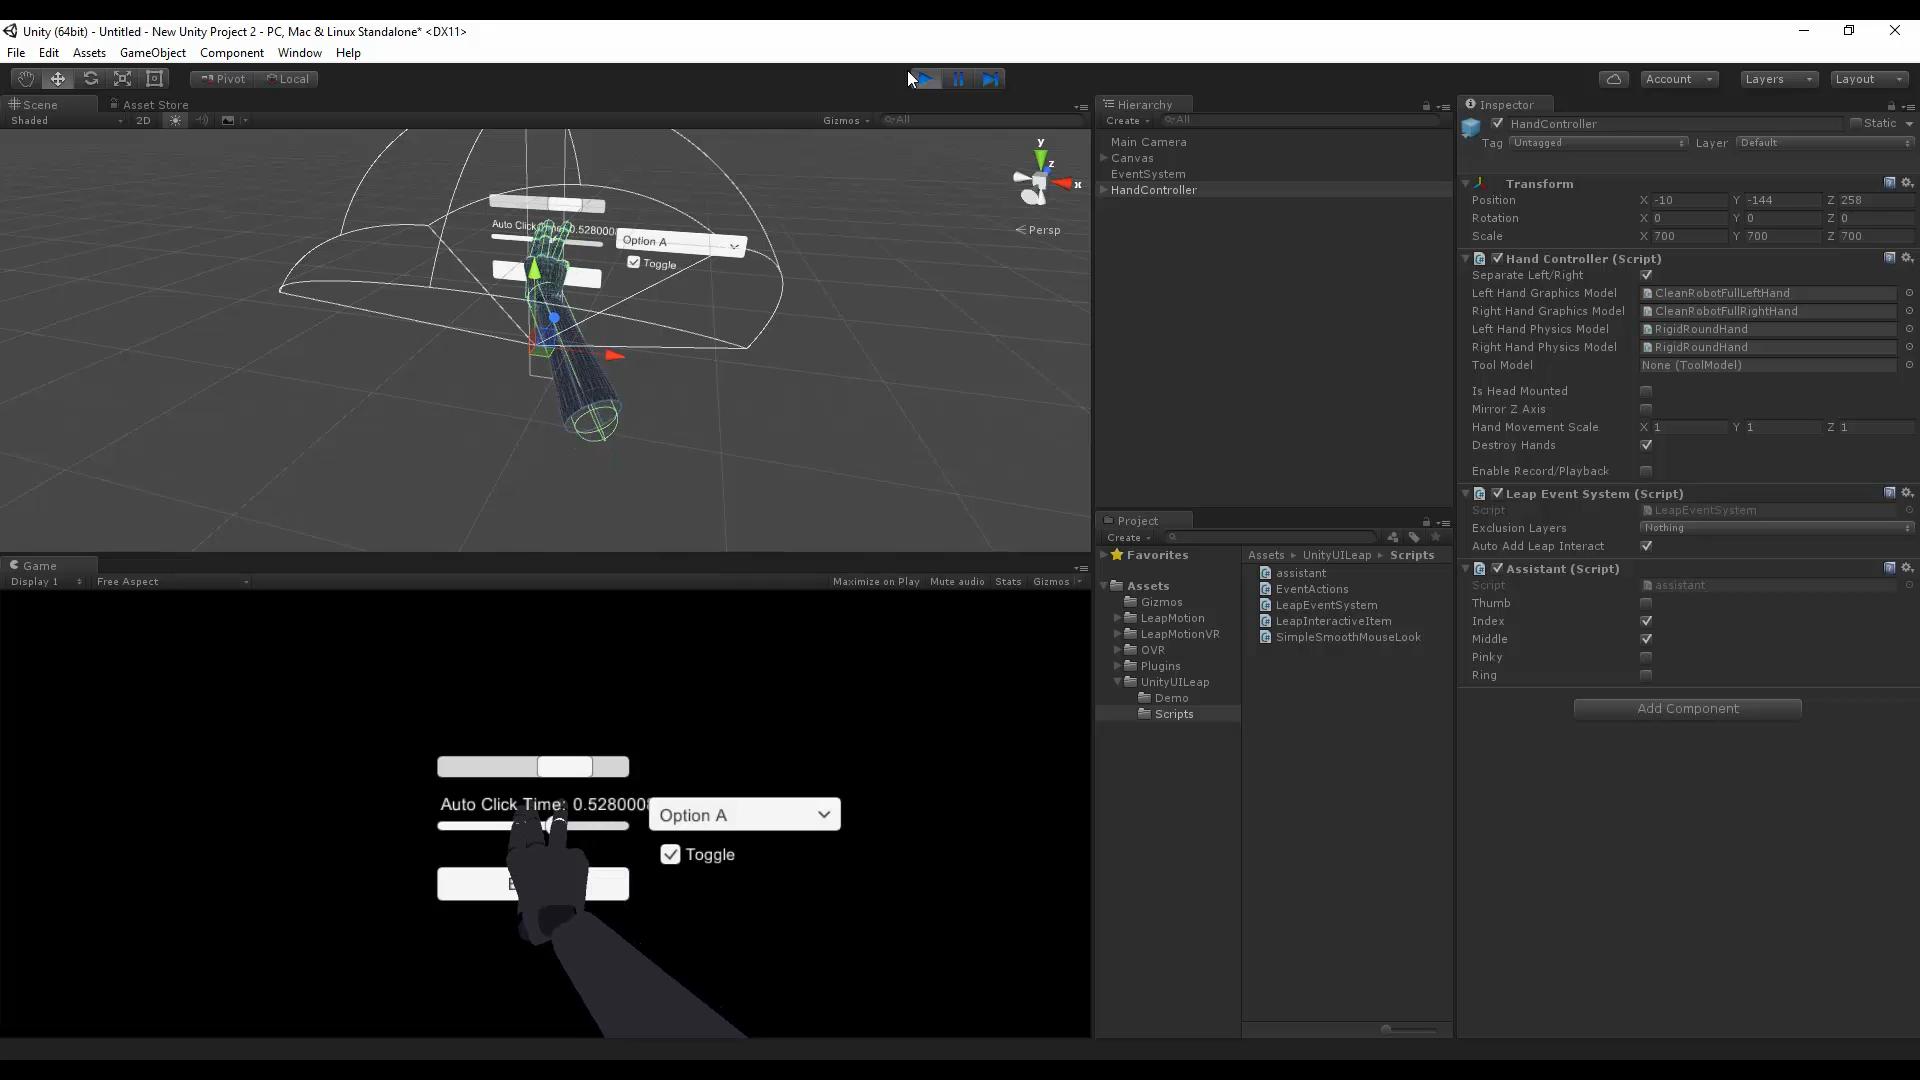 Unity (64bit) - Untitled - New Unity Project 2 - PC, Mac & Linux Standalone* <DX11>
File Edit Assets GameObject Component Window Help
Pivot Local
Account Layers Layout
Scene Asset Store
Shaded 2D Gizmos All
y
z
x
Persp
Auto Click Time: 0.528000
Option A
Toggle
Game
Display 1 Free Aspect Maximize on Play Mute audio Stats Gizmos
Auto Click Time: 0.5280008
Option A
Toggle
Hierarchy
Create All
Main Camera
Canvas
EventSystem
HandController
Project
Create
Favorites
Assets
Gizmos
LeapMotion
LeapMotionVR
OVR
Plugins
UnityUILeap
Demo
Scripts
Assets UnityUILeap Scripts
assistant
EventActions
LeapEventSystem
LeapInteractiveItem
SimpleSmoothMouseLook
Inspector
HandController Static
Tag Untagged Layer Default
Transform
Position X -10 Y -144 Z 258
Rotation X 0 Y 0 Z 0
Scale X 700 Y 700 Z 700
Hand Controller (Script)
Separate Left/Right
Left Hand Graphics Model CleanRobotFullLeftHand
Right Hand Graphics Model CleanRobotFullRightHand
Left Hand Physics Model RigidRoundHand
Right Hand Physics Model RigidRoundHand
Tool Model None (ToolModel)
Is Head Mounted
Mirror Z Axis
Hand Movement Scale X 1 Y 1 Z 1
Destroy Hands
Enable Record/Playback
Leap Event System (Script)
Script LeapEventSystem
Exclusion Layers Nothing
Auto Add Leap Interact
Assistant (Script)
Script assistant
Thumb
Index
Middle
Pinky
Ring
Add Component